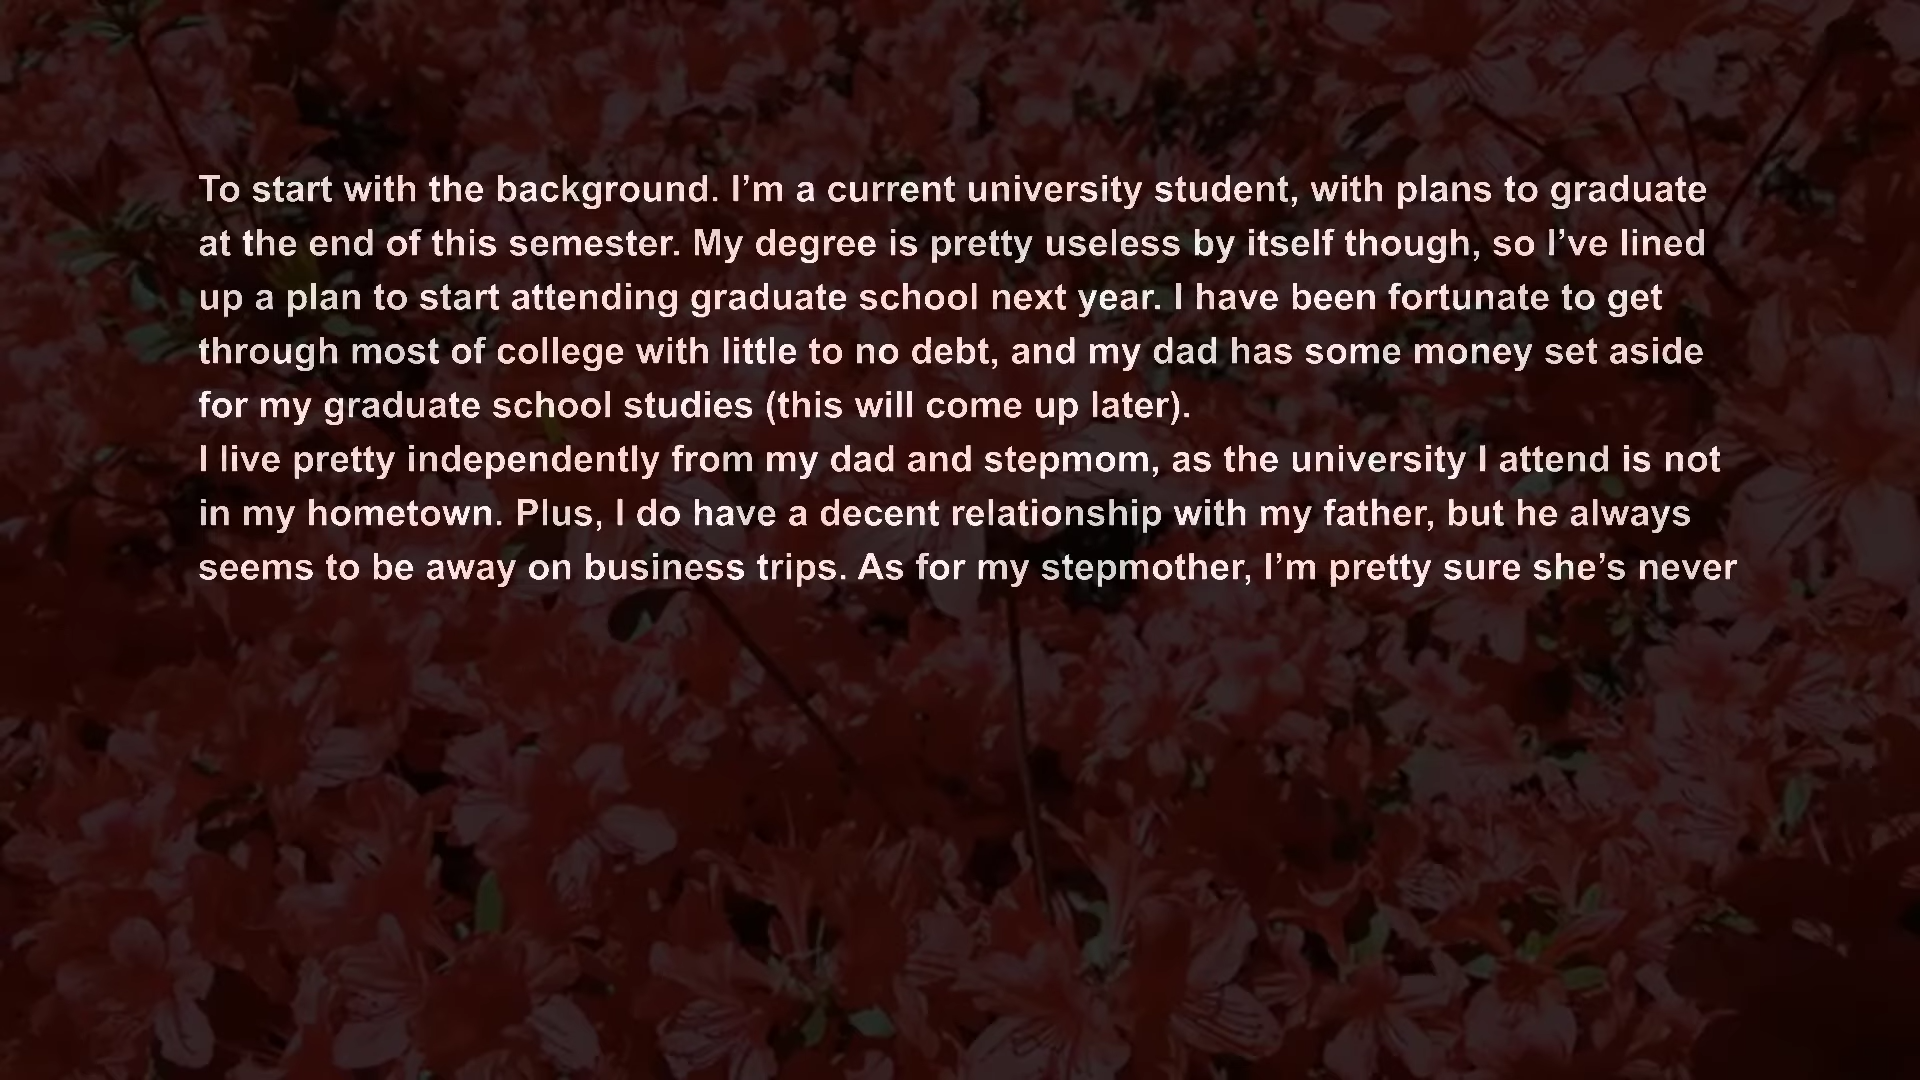 To start with the background. I’m a current university student, with plans to graduate
at the end of this semester. My degree is pretty useless by itself though, so I’ve lined
up a plan to start attending graduate school next year. I have been fortunate to get
through most of college with little to no debt, and my dad has some money set aside
for my graduate school studies (this will come up later).
I live pretty independently from my dad and stepmom, as the university I attend is not
in my hometown. Plus, I do have a decent relationship with my father, but he always
seems to be away on business trips. As for my stepmother, I’m pretty sure she’s never